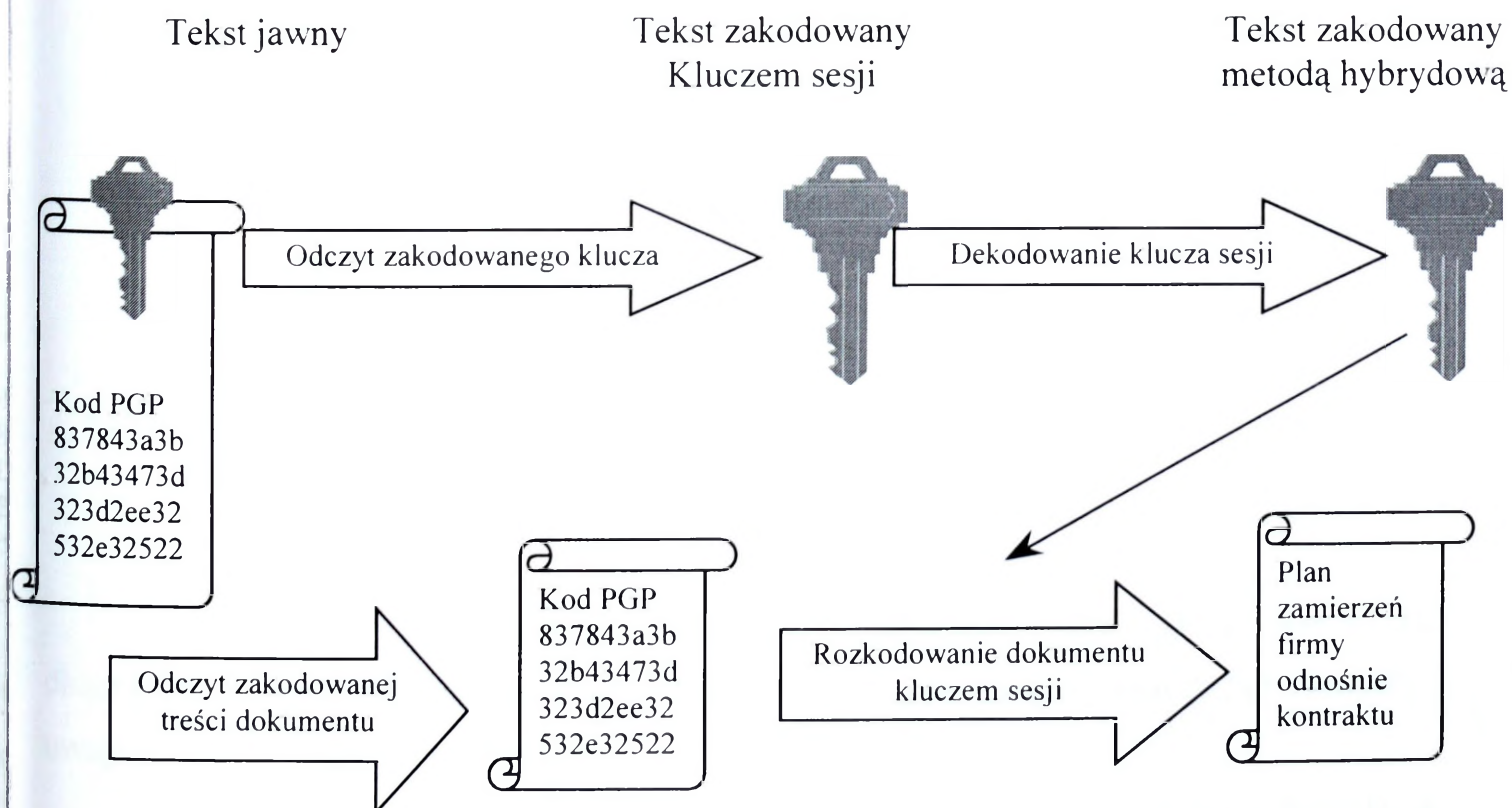 Tekst jawny
Tekst zakodowany
Kluczem sesji
Tekst zakodowany
metodą hybrydową
Odczyt zakodowanego klucza
Dekodowanie klucza sesji
Kod PGP
837843a3b
32b43473d
323d2ee32
532e32522
Odczyt zakodowanej
treści dokumentu
Kod PGP
837843a3b
32b43473d
323d2ee32
532e32522
Rozkodowanie dokumentu
kluczem sesji
Plan
zamierzeń
firmy
odnośnie
kontraktu